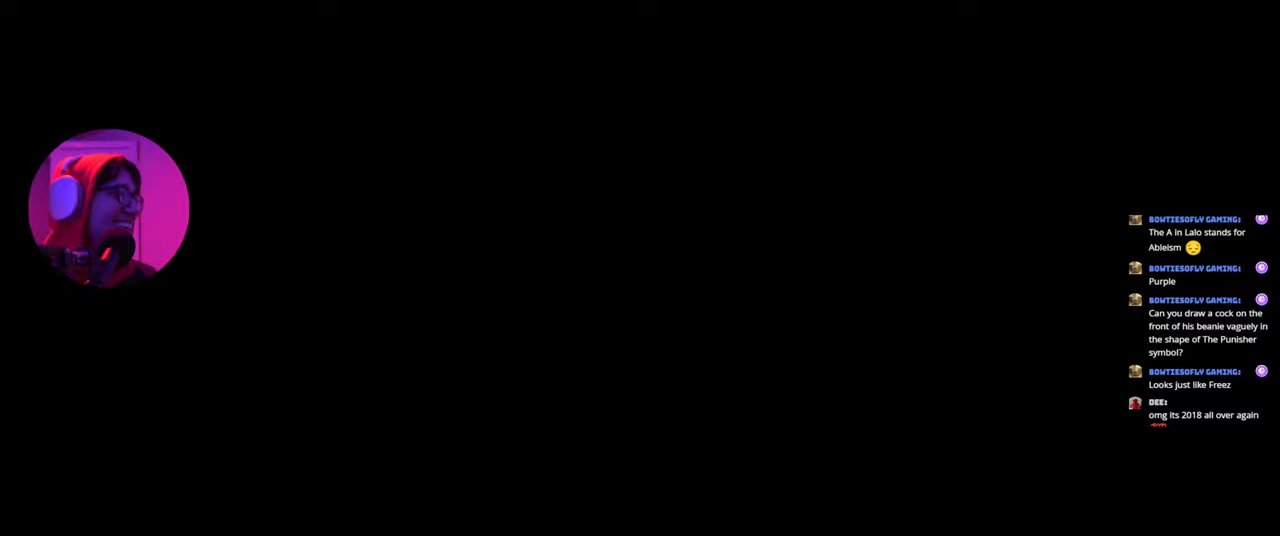 BOWTIESOFLY GAMING:
The A in Lalo stands for
Ableism 😔
BOWTIESOFLY GAMING:
Purple
BOWTIESOFLY GAMING:
Can you draw a cock on the
front of his beanie vaguely in
the shape of The Punisher
symbol?
BOWTIESOFLY GAMING:
Looks just like Freez
DEE:
omg its 2018 all over again